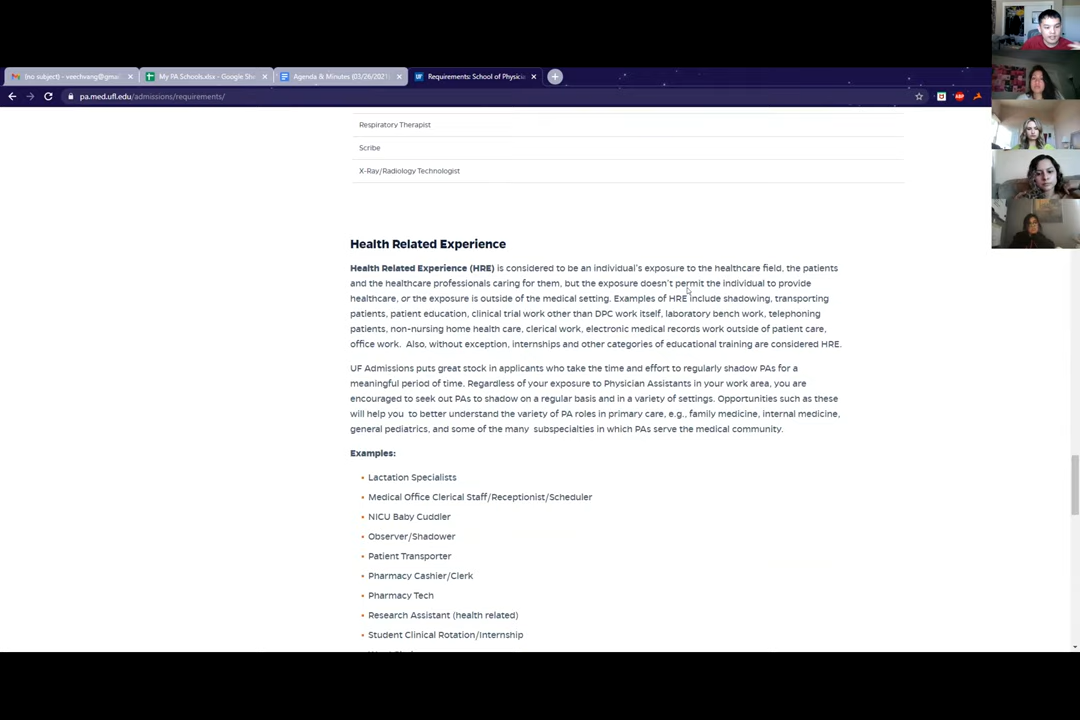 (no subject) - veechvang@gmai
My PA Schools.xlsx - Google She
Agenda & Minutes (03/26/2021
Requirements: School of Physicia
pa.med.ufl.edu/admissions/requirements/
Respiratory Therapist
Scribe
X-Ray/Radiology Technologist
Health Related Experience
Health Related Experience (HRE) is considered to be an individual's exposure to the healthcare field, the patients
and the healthcare professionals caring for them, but the exposure doesn't permit the individual to provide
healthcare, or the exposure is outside of the medical setting. Examples of HRE include shadowing, transporting
patients, patient education, clinical trial work other than DPC work itself, laboratory bench work, telephoning
patients, non-nursing home health care, clerical work, electronic medical records work outside of patient care,
office work. Also, without exception, internships and other categories of educational training are considered HRE.
UF Admissions puts great stock in applicants who take the time and effort to regularly shadow PAs for a
meaningful period of time. Regardless of your exposure to Physician Assistants in your work area, you are
encouraged to seek out PAs to shadow on a regular basis and in a variety of settings. Opportunities such as these
will help you to better understand the variety of PA roles in primary care, e.g., family medicine, internal medicine,
general pediatrics, and some of the many subspecialties in which PAs serve the medical community.
Examples:
• Lactation Specialists
• Medical Office Clerical Staff/Receptionist/Scheduler
• NICU Baby Cuddler
• Observer/Shadower
• Patient Transporter
• Pharmacy Cashier/Clerk
• Pharmacy Tech
• Research Assistant (health related)
• Student Clinical Rotation/Internship